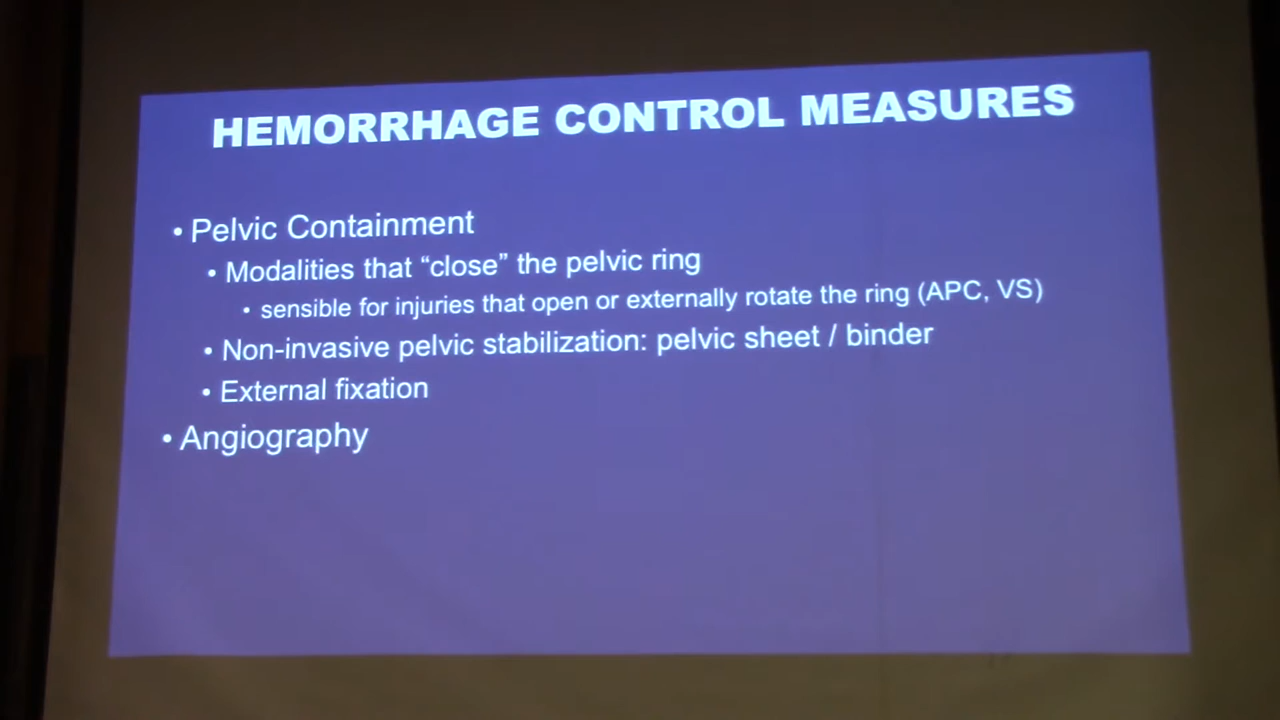 HEMORRHAGE CONTROL MEASURES
• Pelvic Containment
• Modalities that “close” the pelvic ring
• sensible for injuries that open or externally rotate the ring (APC, VS)
• Non-invasive pelvic stabilization: pelvic sheet / binder
• External fixation
• Angiography